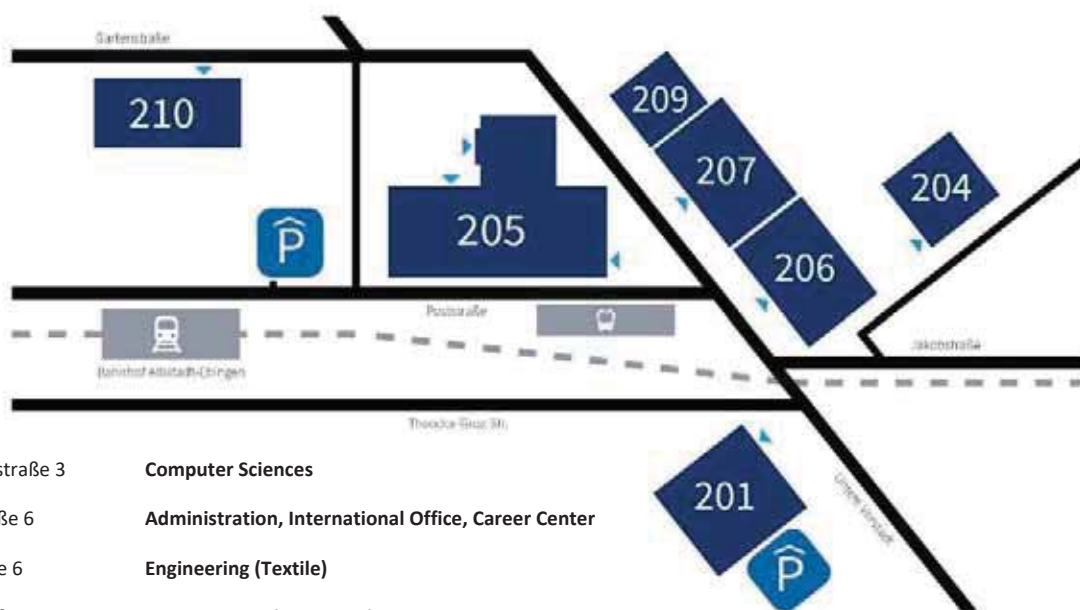 Gartenstraße
210
209
207
204
205
206
P
Poststraße
Jakobstraße
Bahnhof Albstadt-Ebingen
Theodor-Groz-Str.
201
Untere Vorstadt
P
straße 3 Computer Sciences
ße 6 Administration, International Office, Career Center
e 6 Engineering (Textile)